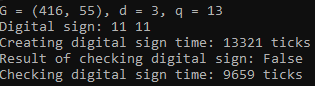 G = (416, 55), d = 3, q = 13
Digital sign: 11 11
Creating digital sign time: 13321 ticks
Result of checking digital sign: False
Checking digital sign time: 9659 ticks